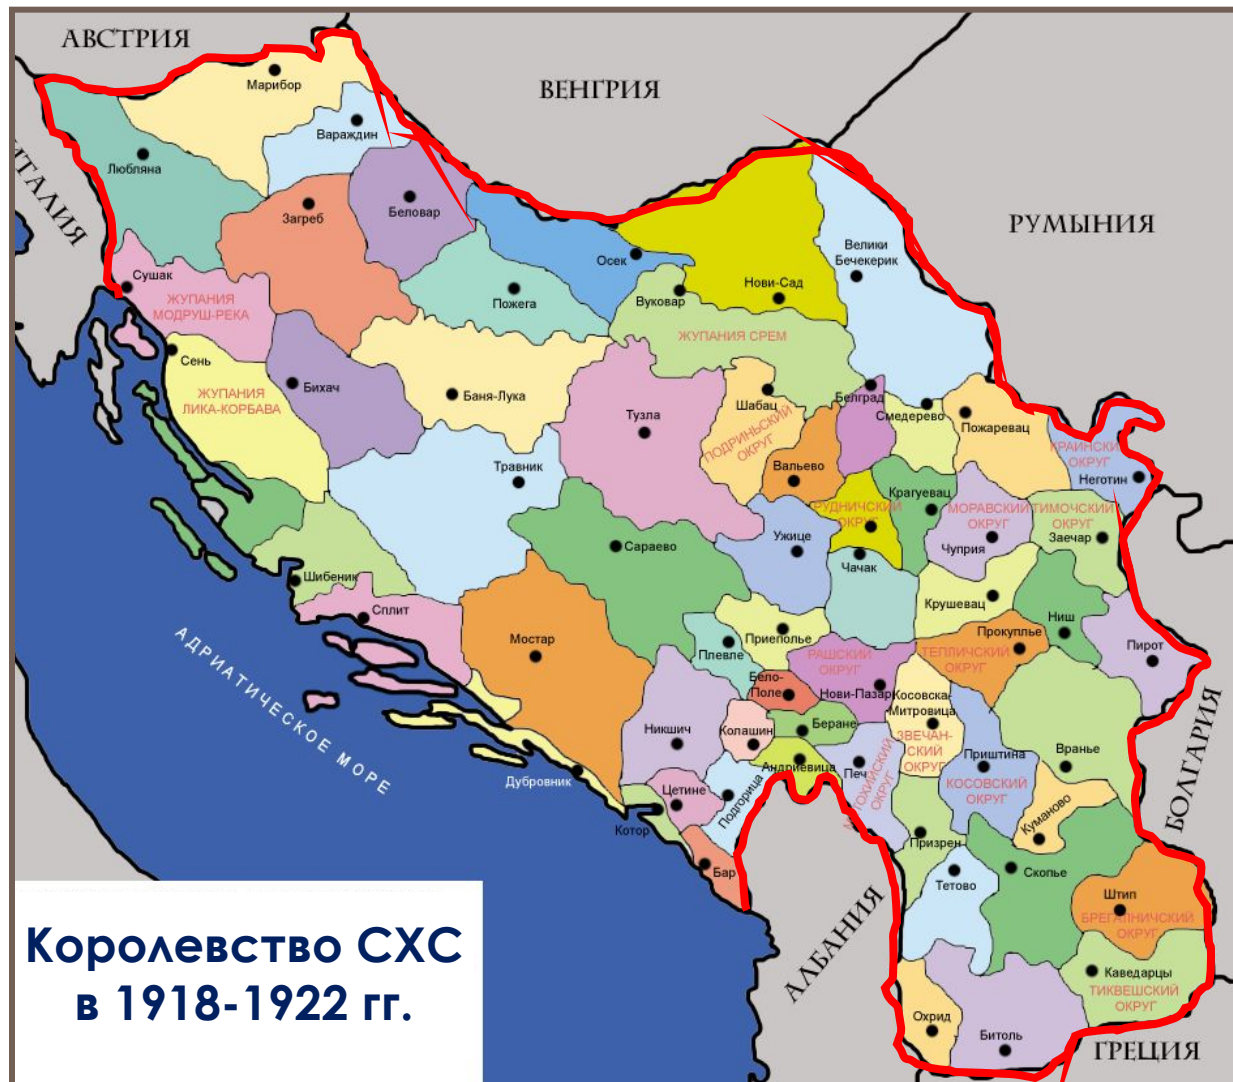 АВСТРИЯ
ВЕНГРИЯ
ИТАЛИЯ
РУМЫНИЯ
БОЛГАРИЯ
АЛБАНИЯ
ГРЕЦИЯ
АДРИАТИЧЕСКОЕ МОРЕ
Марибор
Вараждин
Любляна
Загреб
Беловар
Осек
Пожега
Вуковар
Нови-Сад
Велики
Бечекерик
Сушак
ЖУПАНИЯ
МОДРУШ-РЕКА
ЖУПАНИЯ СРЕМ
Сень
ЖУПАНИЯ
ЛИКА-КОРБАВА
Бихач
Баня-Лука
Тузла
Шабац
ПОДРИНЬСКИЙ
ОКРУГ
Белград
Смедерево
Пожаревац
КРАИНСКИЙ
ОКРУГ
Неготин
Вальево
Травник
РУДНИЧСКИЙ
ОКРУГ
Крагуевац
МОРАВСКИЙ
ОКРУГ
Чуприя
ТИМОЧСКИЙ
ОКРУГ
Заечар
Сараево
Ужице
Чачак
Шибеник
Сплит
Крушевац
Ниш
Мостар
Приеполье
Плевле
РАШСКИЙ
ОКРУГ
Прокуплье
ТЕПЛИЧСКИЙ
ОКРУГ
Пирот
Бело-
Поле
Нови-Пазар
Косовска-
Митровица
ЗВЕЧАН-
СКИЙ
ОКРУГ
Никшич
Колашин
Беране
Андриевица
Печ
МЕТОХИЙСКИЙ
ОКРУГ
Приштина
КОСОВСКИЙ
ОКРУГ
Вранье
Дубровник
Цетине
Подгорица
Котор
Бар
Призрен
Куманово
Тетово
Скопье
Штип
БРЕГАЛНИЧСКИЙ
ОКРУГ
Каведарцы
ТИКВЕШСКИЙ
ОКРУГ
Охрид
Битоль
Королевство СХС
в 1918-1922 гг.